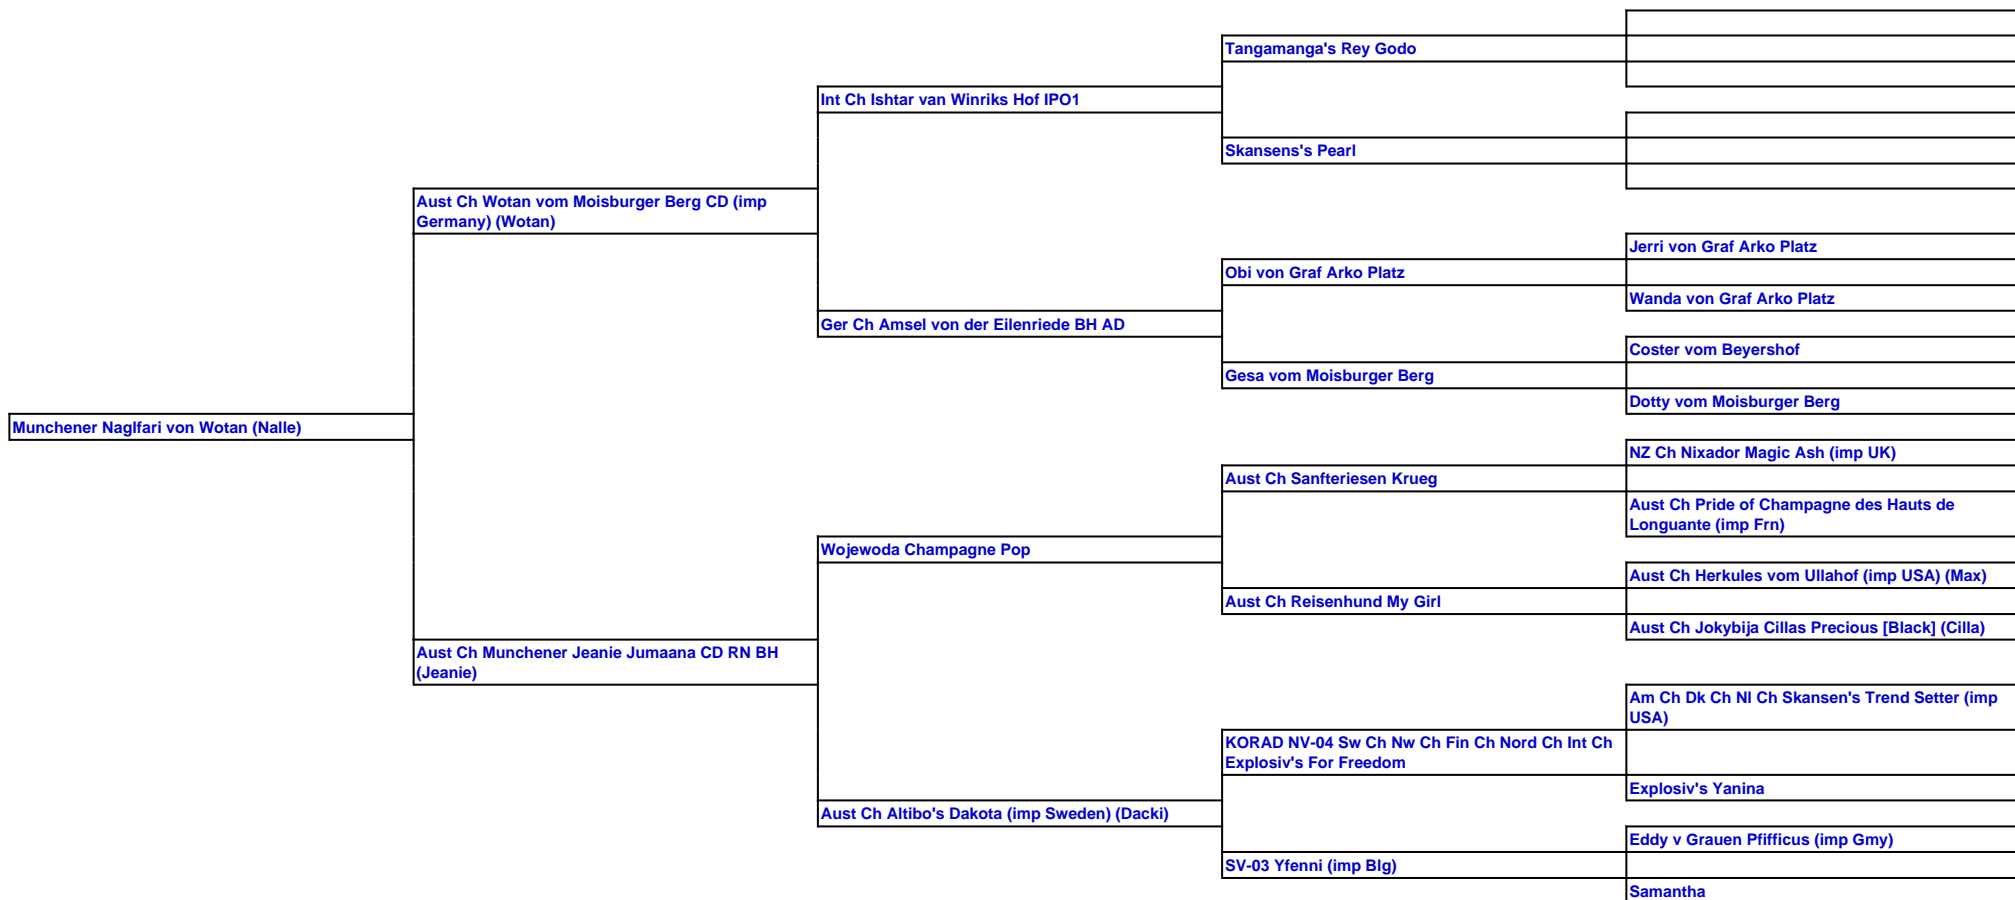 Tangamanga's Rey Godo
Int Ch Ishtar van Winriks Hof IPO1
Skansens's Pearl
Aust Ch Wotan vom Moisburger Berg CD (imp
Germany) (Wotan)
Jerri von Graf Arko Platz
Obi von Graf Arko Platz
Wanda von Graf Arko Platz
Ger Ch Amsel von der Eilenriede BH AD
Coster vom Beyershof
Gesa vom Moisburger Berg
Dotty vom Moisburger Berg
Munchener Naglfari von Wotan (Nalle)
NZ Ch Nixador Magic Ash (imp UK)
Aust Ch Sanfteriesen Krueg
Aust Ch Pride of Champagne des Hauts de
Longuante (imp Frn)
Wojewoda Champagne Pop
Aust Ch Herkules vom Ullahof (imp USA) (Max)
Aust Ch Reisenhund My Girl
Aust Ch Jokybija Cillas Precious [Black] (Cilla)
Aust Ch Munchener Jeanie Jumaana CD RN BH
(Jeanie)
Am Ch Dk Ch Nl Ch Skansen's Trend Setter (imp
USA)
KORAD NV-04 Sw Ch Nw Ch Fin Ch Nord Ch Int Ch
Explosiv's For Freedom
Explosiv's Yanina
Aust Ch Altibo's Dakota (imp Sweden) (Dacki)
Eddy v Grauen Pfifficus (imp Gmy)
SV-03 Yfenni (imp Blg)
Samantha